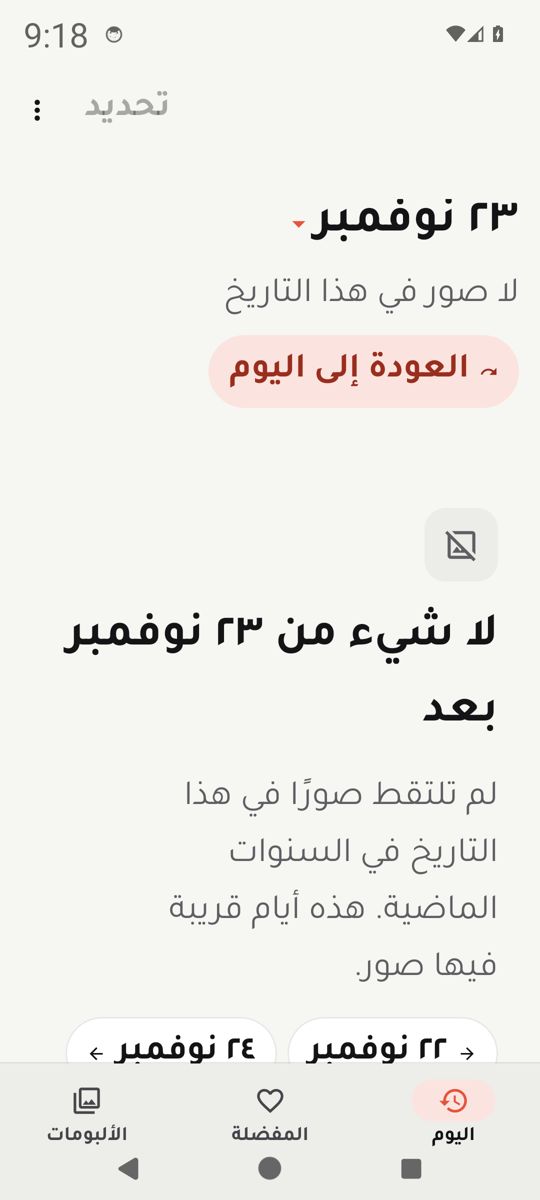 9:18
تحديد
٢٣ نوفمبر
لا صور في هذا التاريخ
العودة إلى اليوم
لا شيء من ٢٣ نوفمبر
بعد
لم تلتقط صورًا في هذا
التاريخ في السنوات
الماضية. هذه أيام قريبة
فيها صور.
٢٢ نوفمبر
٢٤ نوفمبر
اليوم
المفضلة
الألبومات